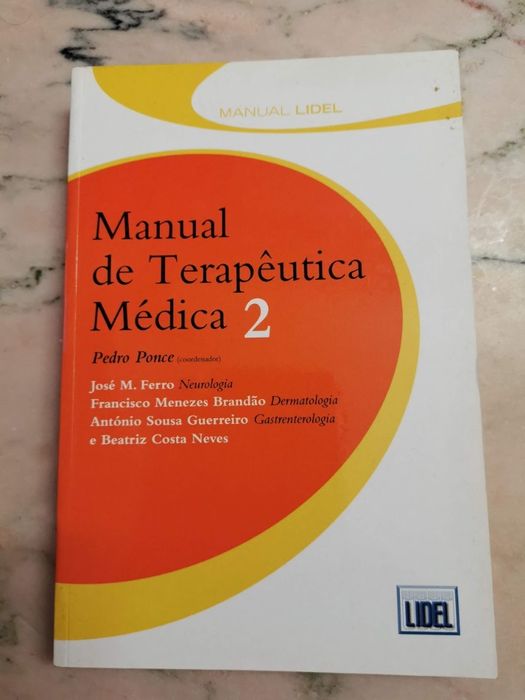 MANUAL LIDEL
Manual
de Terapêutica
Médica 2
Pedro Ponce (coordenador)
José M. Ferro Neurologia
Francisco Menezes Brandão Dermatologia
António Sousa Guerreiro Gastrenterologia
e Beatriz Costa Neves
LIDEL